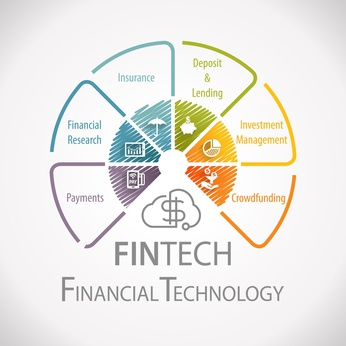 Deposit
&
Lending
Insurance
Financial
Research
Investment
Management
Payments
Crowdfunding
FINTECH
FINANCIAL TECHNOLOGY